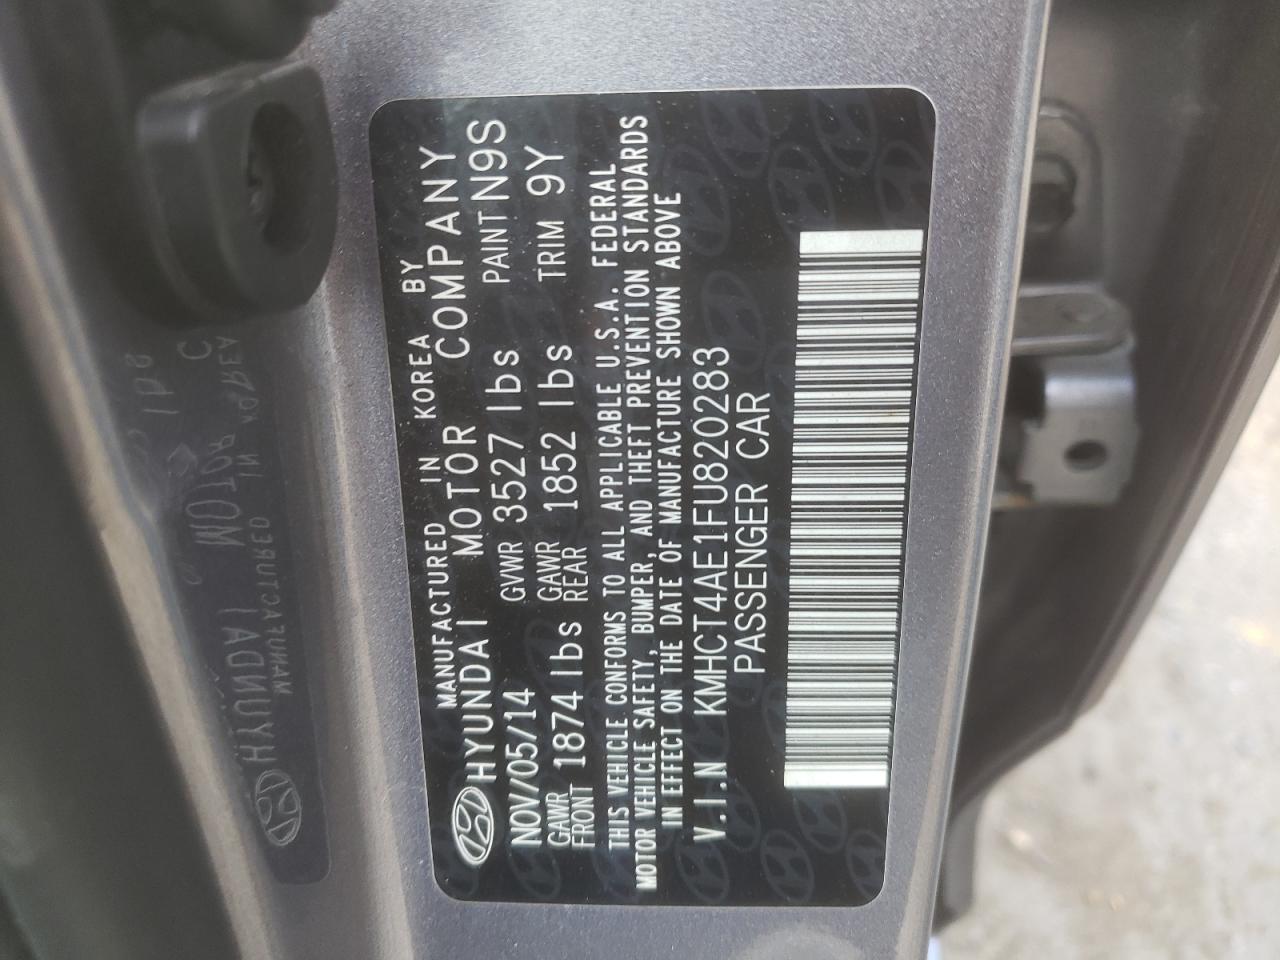 MANUFACTURED IN KOREA BY
HYUNDAI MOTOR COMPANY
NOV/05/14 GVWR 3527 lbs PAINT N9S
GAWR FRONT 1874 lbs GAWR REAR 1852 lbs TRIM 9Y
THIS VEHICLE CONFORMS TO ALL APPLICABLE U.S.A. FEDERAL
MOTOR VEHICLE SAFETY, BUMPER, AND THEFT PREVENTION STANDARDS
IN EFFECT ON THE DATE OF MANUFACTURE SHOWN ABOVE
V.I.N KMHCT4AE1FU820283
PASSENGER CAR